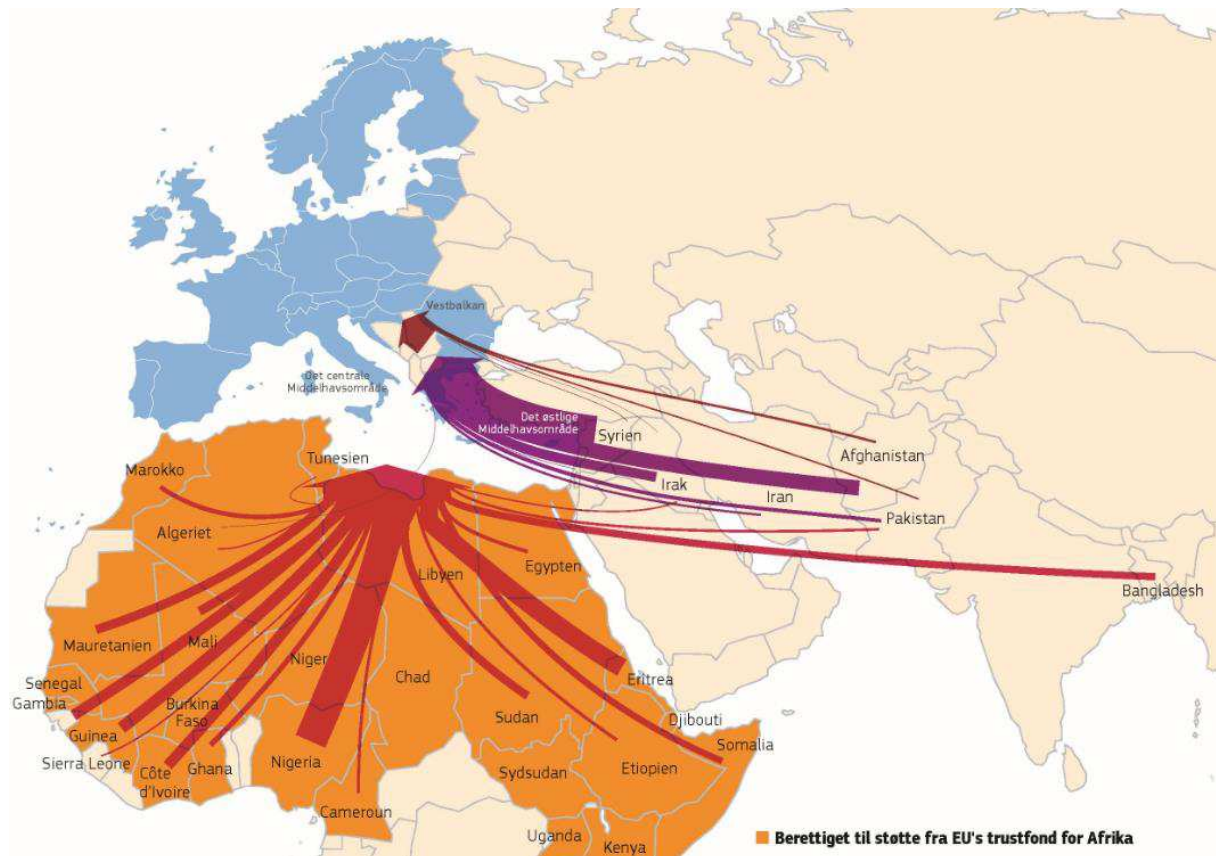 Vestbalkan
Det centrale
Middelhavsområde
Det østlige
Middelhavsområde
Syrien
Afghanistan
Marokko
Tunesien
Irak
Iran
Pakistan
Algeriet
Libyen
Egypten
Bangladesh
Mauretanien
Mali
Niger
Chad
Eritrea
Senegal
Gambia
Burkina
Faso
Sudan
Djibouti
Guinea
Somalia
Sierra Leone
Côte
d'Ivoire
Ghana
Nigeria
Sydsudan
Etiopien
Cameroun
Uganda
Kenya
Berettiget til støtte fra EU's trustfond for Afrika